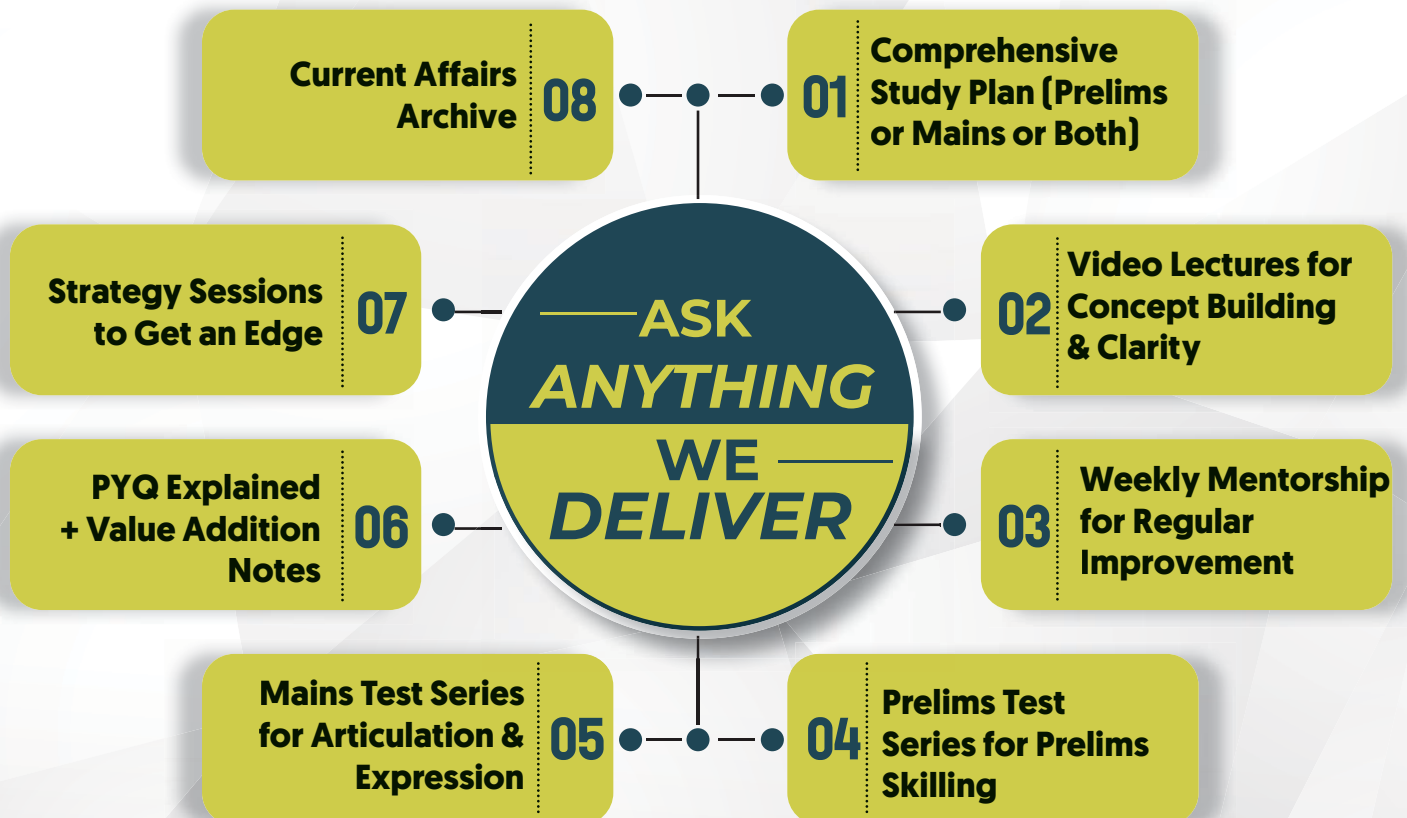 ASK
ANYTHING
WE
DELIVER
01
Comprehensive
Study Plan (Prelims
or Mains or Both)
02
Video Lectures for
Concept Building
& Clarity
03
Weekly Mentorship
for Regular
Improvement
04
Prelims Test
Series for Prelims
Skilling
05
Mains Test Series
for Articulation &
Expression
06
PYQ Explained
+ Value Addition
Notes
07
Strategy Sessions
to Get an Edge
08
Current Affairs
Archive